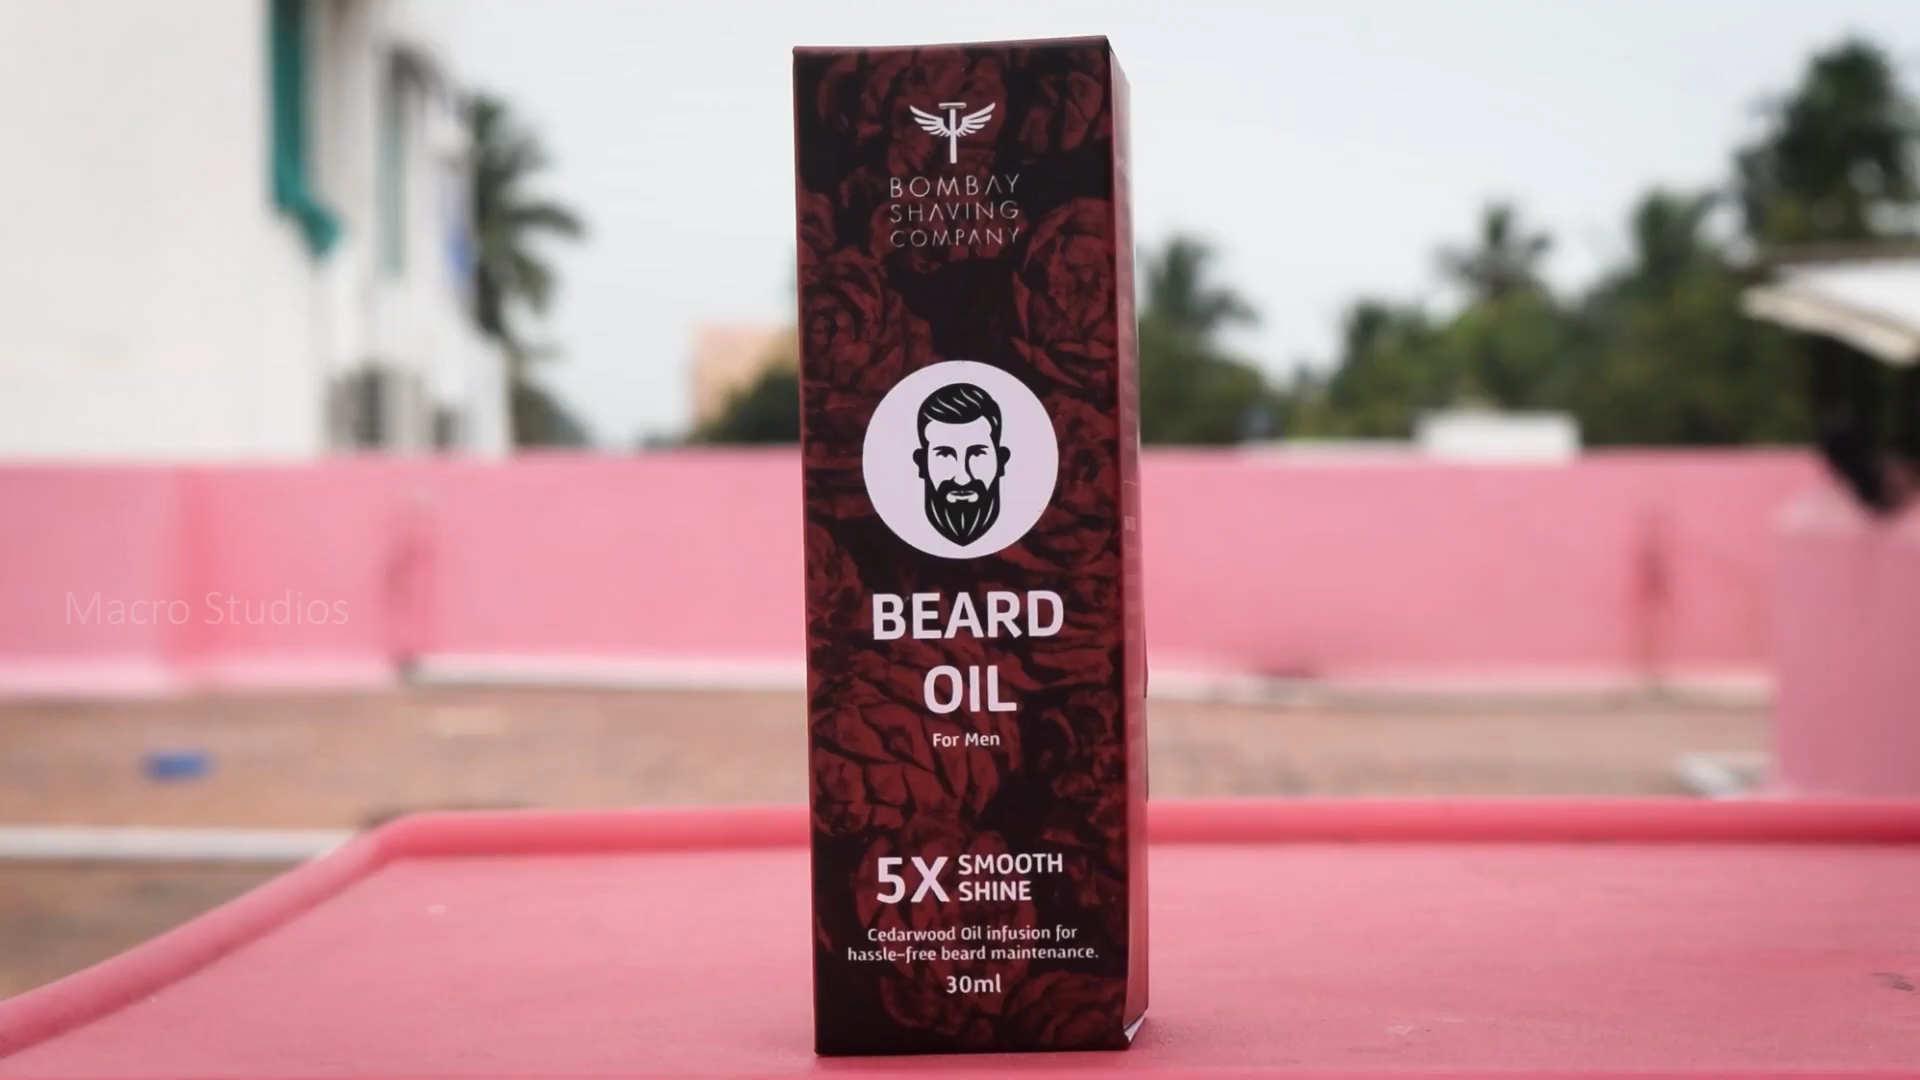 BOMBAY
SHAVING
COMPANY
BEARD
OIL
For Men
5X SMOOTH
SHINE
Cedarwood Oil infusion for
hassle-free beard maintenance.
30ml
Macro Studios